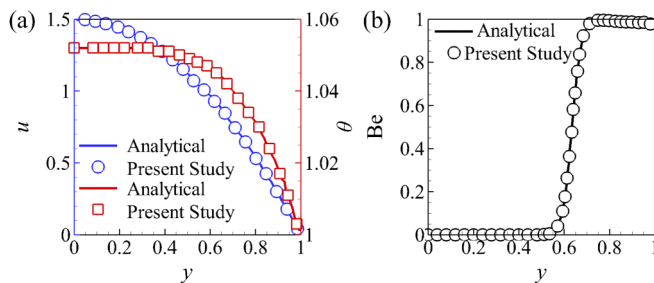 (a)
1.5
1
0.5
0
u
1.06
1.04
1.02
1
θ
Analytical
Present Study
Analytical
Present Study
0 0.2 0.4 0.6 0.8 1
y
(b)
1
0.8
0.6
0.4
0.2
0
Be
Analytical
Present Study
0 0.2 0.4 0.6 0.8 1
y